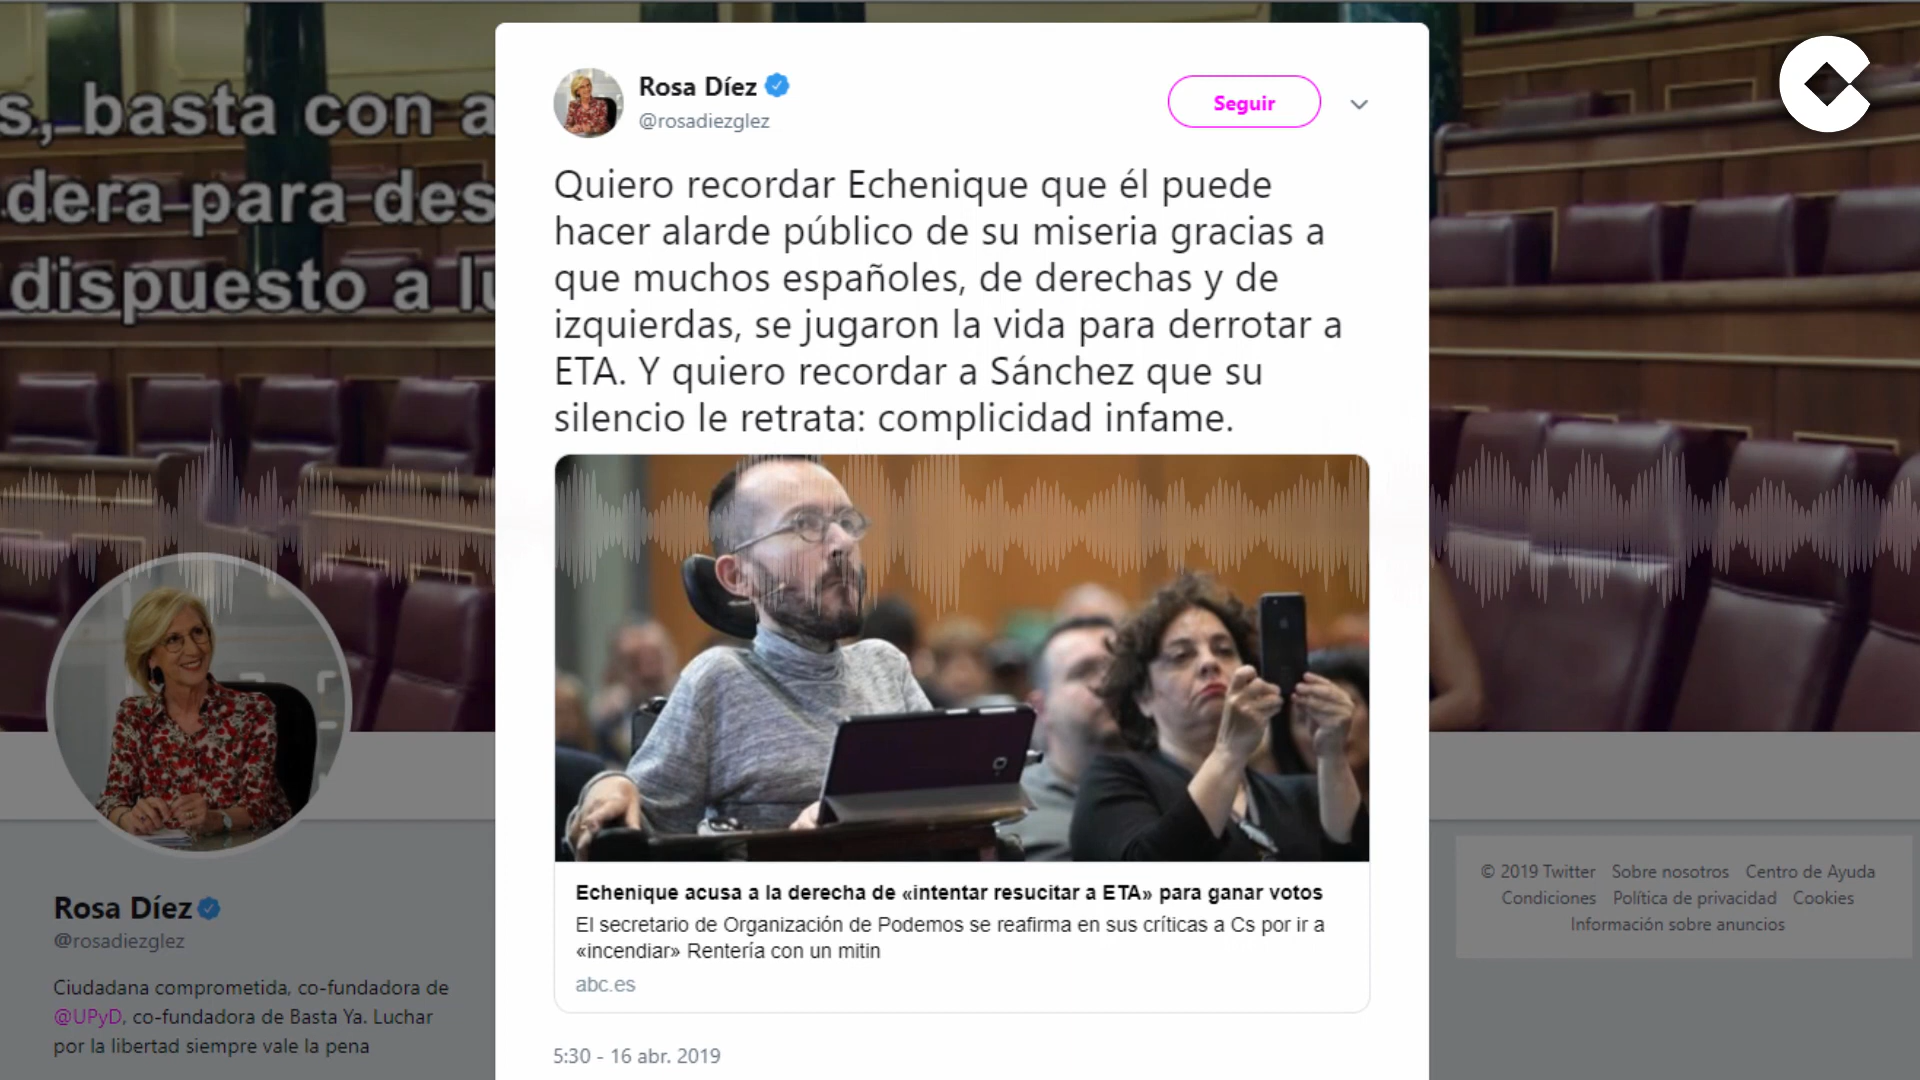 s, basta con a
dera para des
dispuesto a lu
Rosa Díez
@rosadiezglez
Seguir
Quiero recordar Echenique que él puede
hacer alarde público de su miseria gracias a
que muchos españoles, de derechas y de
izquierdas, se jugaron la vida para derrotar a
ETA. Y quiero recordar a Sánchez que su
silencio le retrata: complicidad infame.
Echenique acusa a la derecha de «intentar resucitar a ETA» para ganar votos
El secretario de Organización de Podemos se reafirma en sus críticas a Cs por ir a
«incendiar» Rentería con un mitin
abc.es
5:30 - 16 abr. 2019
Rosa Díez
@rosadiezglez
Ciudadana comprometida, co-fundadora de
@UPyD, co-fundadora de Basta Ya. Luchar
por la libertad siempre vale la pena
© 2019 Twitter Sobre nosotros Centro de Ayuda
Condiciones Política de privacidad Cookies
Información sobre anuncios